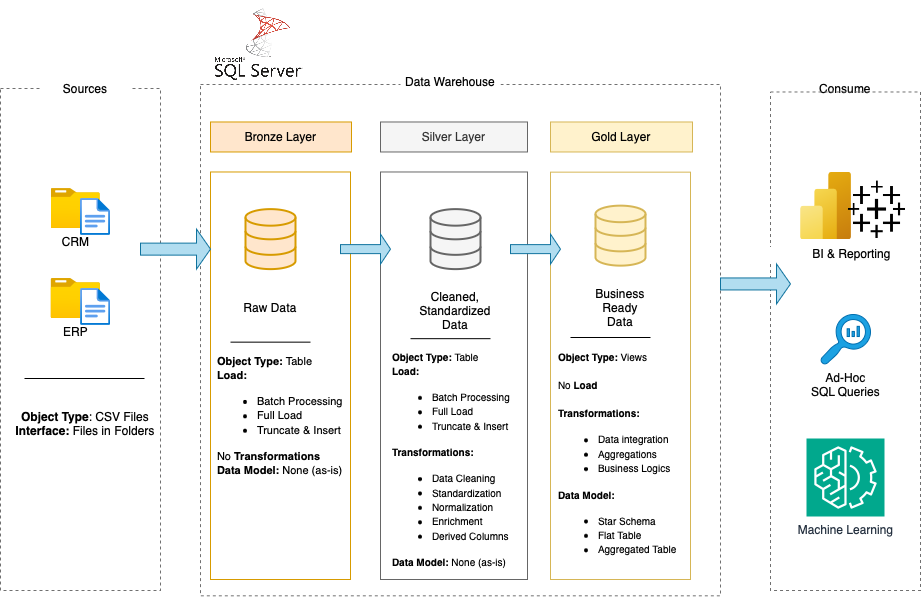 Microsoft®
SQL Server
Sources
CRM
ERP
Object Type: CSV Files
Interface: Files in Folders
Data Warehouse
Bronze Layer
Raw Data
Object Type: Table
Load:
• Batch Processing
• Full Load
• Truncate & Insert
No Transformations
Data Model: None (as-is)
Silver Layer
Cleaned,
Standardized
Data
Object Type: Table
Load:
• Batch Processing
• Full Load
• Truncate & Insert
Transformations:
• Data Cleaning
• Standardization
• Normalization
• Enrichment
• Derived Columns
Data Model: None (as-is)
Gold Layer
Business
Ready
Data
Object Type: Views
No Load
Transformations:
• Data integration
• Aggregations
• Business Logics
Data Model:
• Star Schema
• Flat Table
• Aggregated Table
Consume
BI & Reporting
Ad-Hoc
SQL Queries
Machine Learning